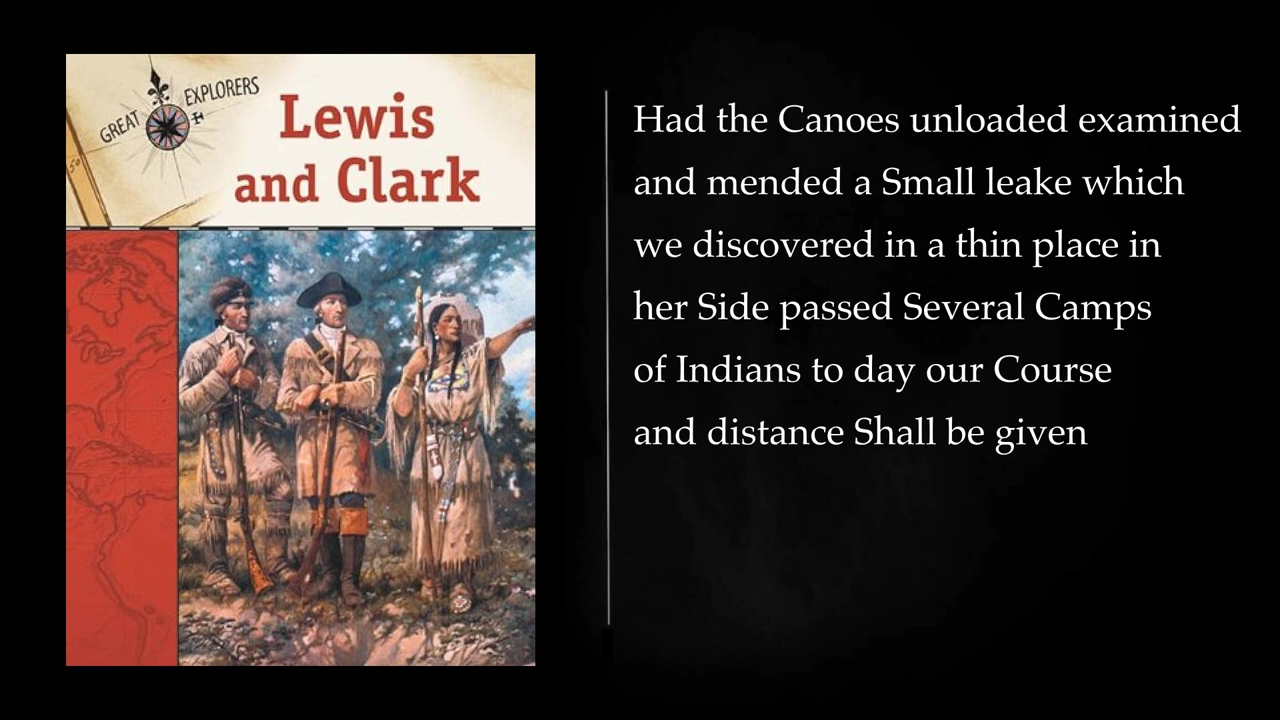 GREAT EXPLORERS
Lewis
and Clark
50
Had the Canoes unloaded examined
and mended a Small leake which
we discovered in a thin place in
her Side passed Several Camps
of Indians to day our Course
and distance Shall be given